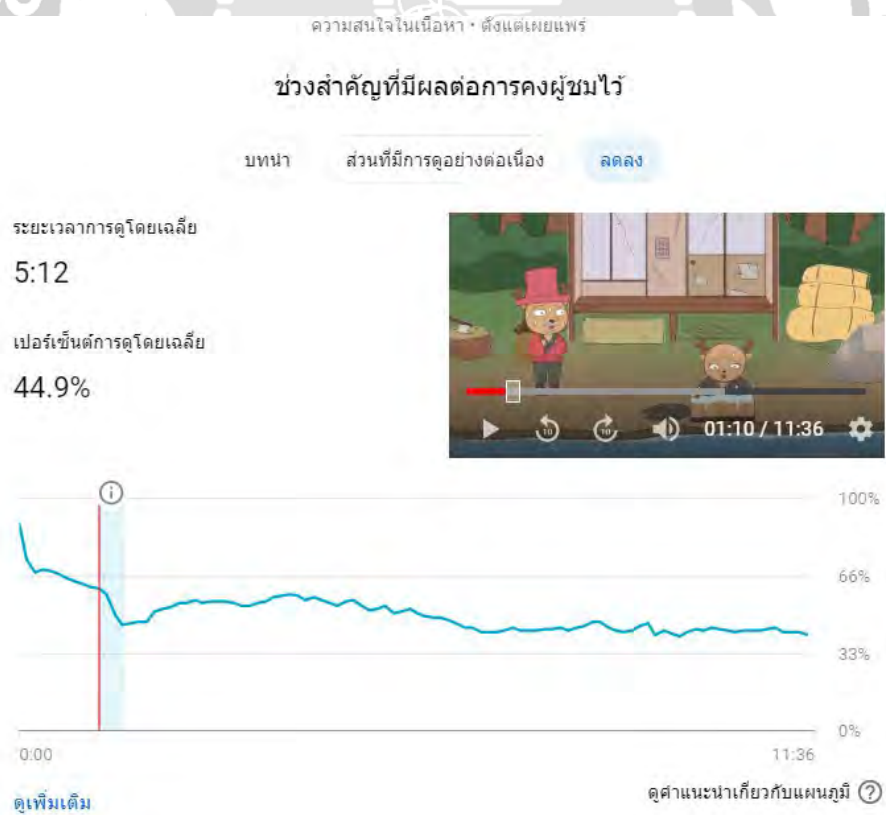 ความสนใจในเนื้อหา • ตั้งแต่เผยแพร่
ช่วงสำคัญที่มีผลต่อการคงผู้ชมไว้
บทนำ ส่วนที่มีการดูอย่างต่อเนื่อง ลดลง
ระยะเวลาการดูโดยเฉลี่ย
5:12
เปอร์เซ็นต์การดูโดยเฉลี่ย
44.9%
10 10 01:10 / 11:36
100%
66%
33%
0%
0:00 11:36
ดูเพิ่มเติม
ดูคำแนะนำเกี่ยวกับแผนภูมิ